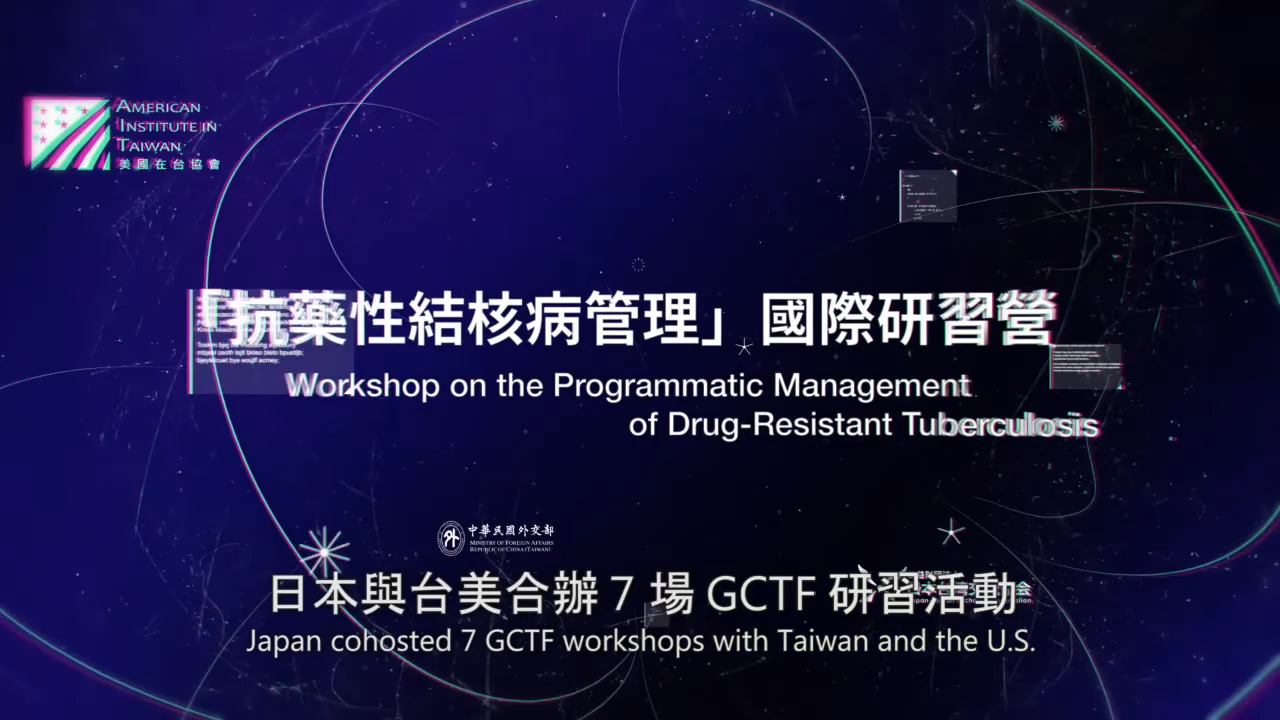 AMERICAN
INSTITUTE IN
TAIWAN
美國在台協會
「抗藥性結核病管理」國際研習營
Workshop on the Programmatic Management
of Drug-Resistant Tuberculosis
中華民國外交部
MINISTRY OF FOREIGN AFFAIRS
REPUBLIC OF CHINA (TAIWAN)
日本與台美合辦 7 場 GCTF 研習活動
Japan cohosted 7 GCTF workshops with Taiwan and the U.S.